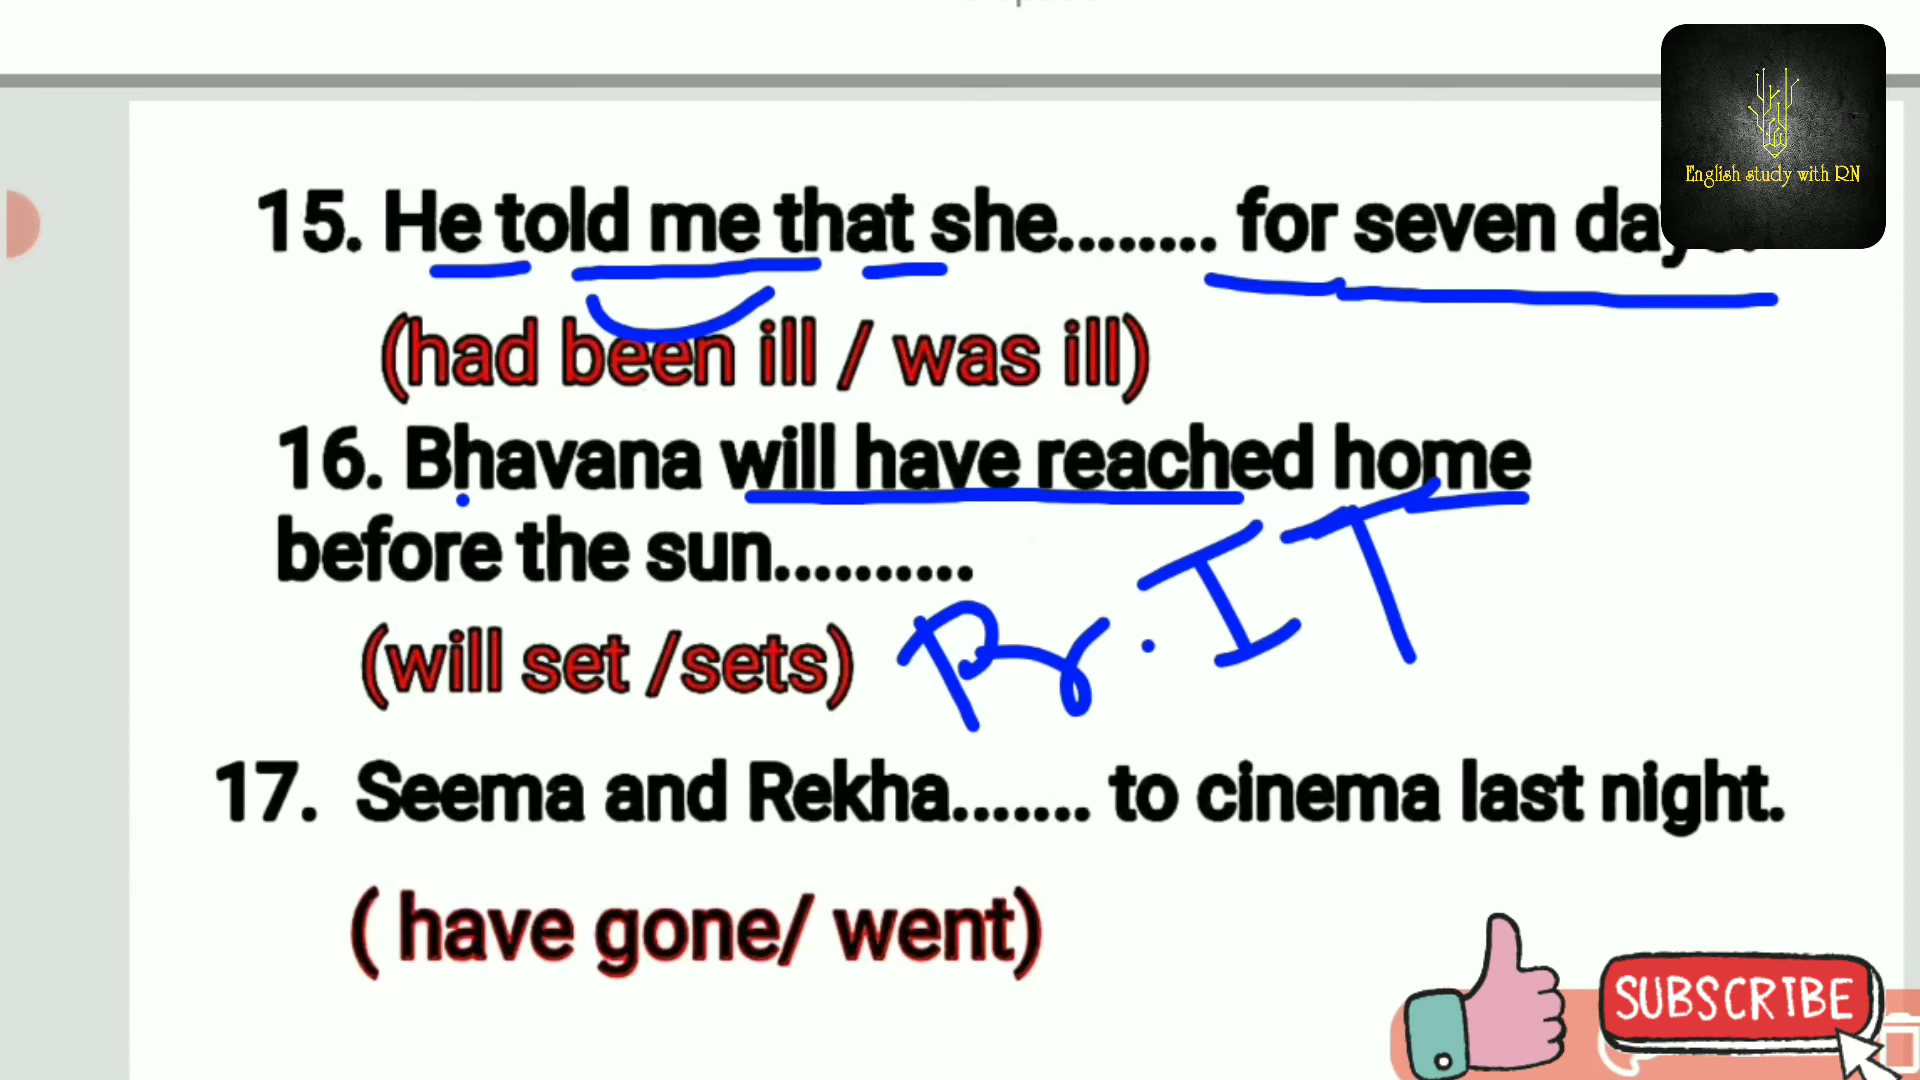 English study with RN
15. He told me that she........ for seven
(had been ill / was ill)
16. Bhavana will have reached home
before the sun...........
(will set /sets) Pr. IT
17. Seema and Rekha....... to cinema last night.
( have gone/ went)
SUBSCRIBE